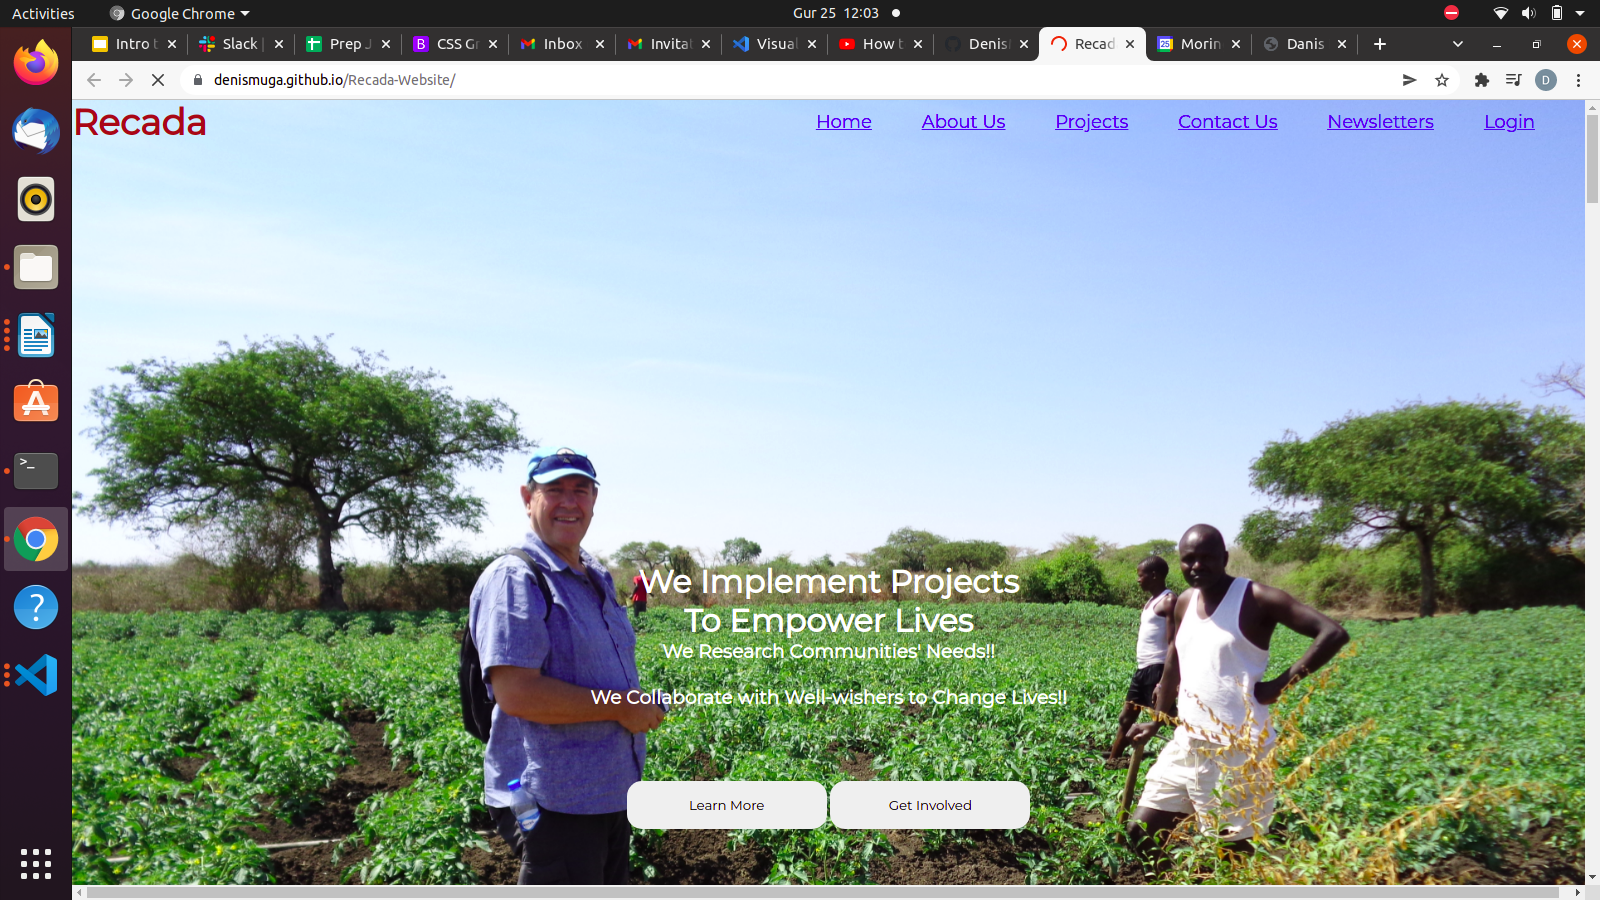 Activities Google Chrome Gur 25 12:03
Intro t Slack Prep J CSS Gr Inbox Invita Visual How t Denis Recad Morin Danis
denismuga.github.io/Recada-Website/ D
Recada Home About Us Projects Contact Us Newsletters Login
We Implement Projects
To Empower Lives
We Research Communities' Needs!!
We Collaborate with Well-wishers to Change Lives!!
Learn More Get Involved